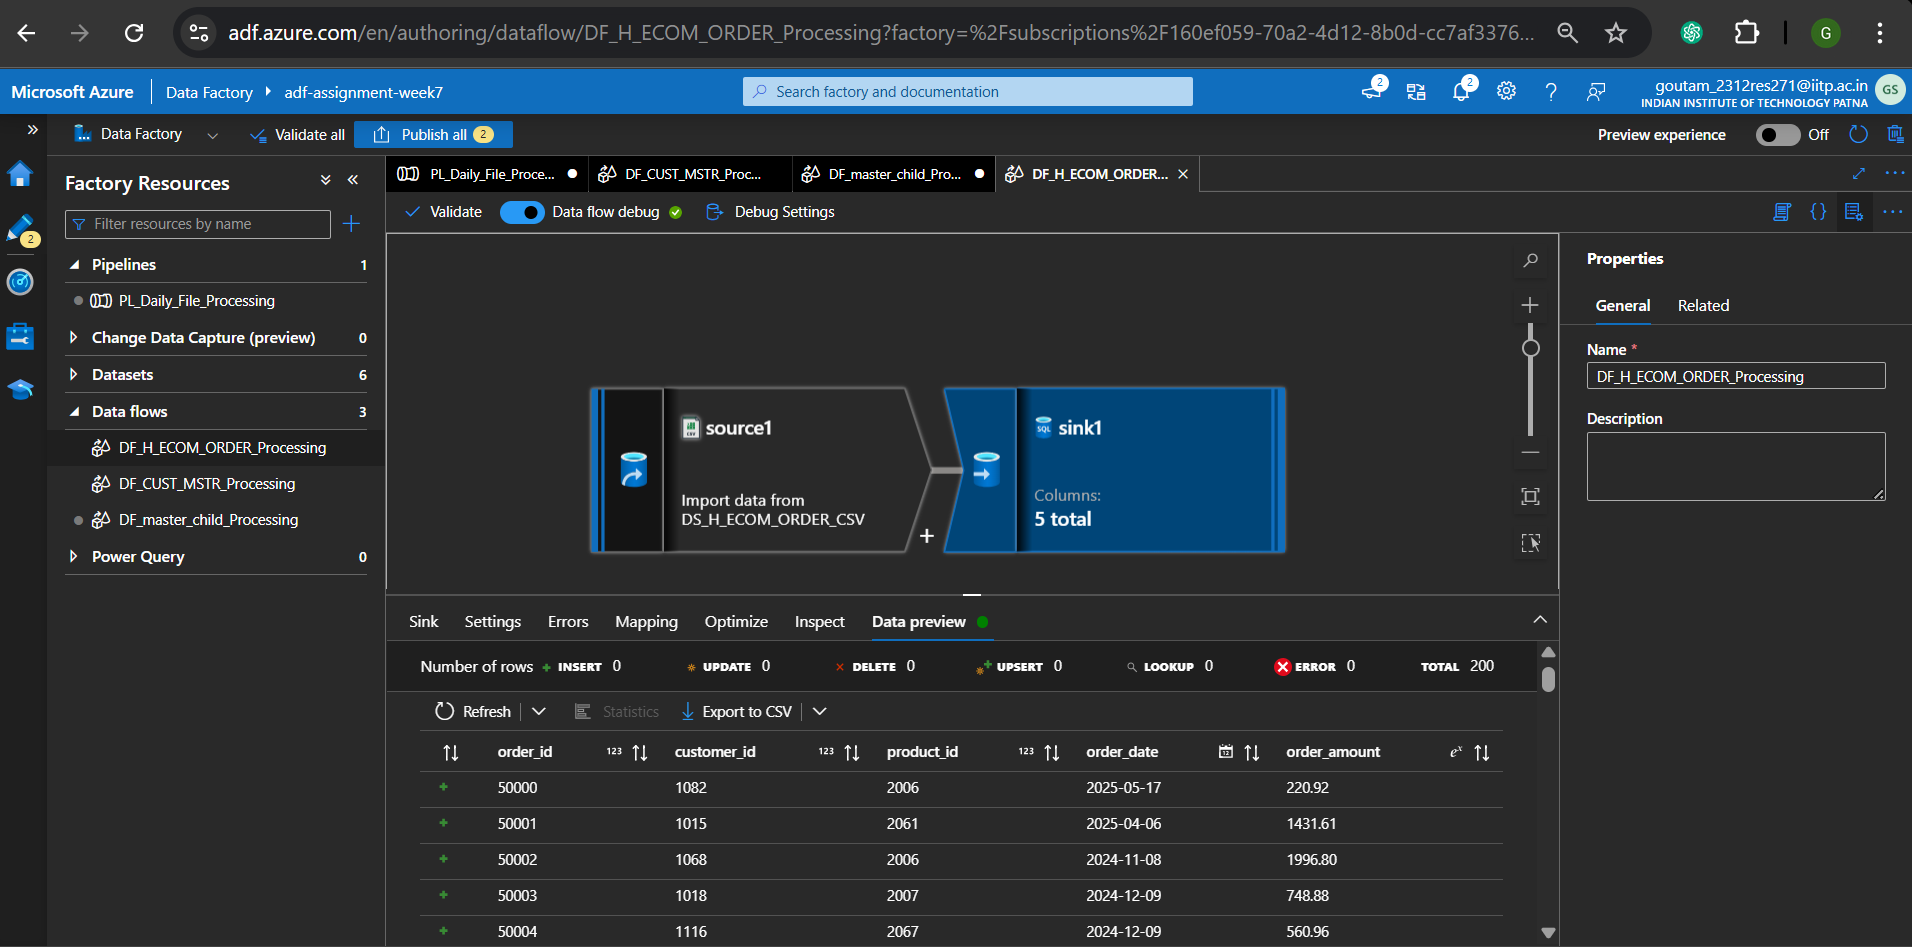 adf.azure.com/en/authoring/dataflow/DF_H_ECOM_ORDER_Processing?factory=%2Fsubscriptions%2F160ef059-70a2-4d12-8b0d-cc7af3376...
G
Microsoft Azure
Data Factory
adf-assignment-week7
Search factory and documentation
2
2
goutam_2312res271@iitp.ac.in
INDIAN INSTITUTE OF TECHNOLOGY PATNA
GS
Data Factory
Validate all
Publish all
2
Preview experience
Off
2
Factory Resources
Filter resources by name
Pipelines
1
PL_Daily_File_Processing
Change Data Capture (preview)
0
Datasets
6
Data flows
3
DF_H_ECOM_ORDER_Processing
DF_CUST_MSTR_Processing
DF_master_child_Processing
Power Query
0
PL_Daily_File_Proce...
DF_CUST_MSTR_Proc...
DF_master_child_Pro...
DF_H_ECOM_ORDER...
Validate
Data flow debug
Debug Settings
source1
Import data from
DS_H_ECOM_ORDER_CSV
+
SQL
sink1
Columns:
5 total
Properties
General
Related
Name *
DF_H_ECOM_ORDER_Processing
Description
Sink
Settings
Errors
Mapping
Optimize
Inspect
Data preview
Number of rows
INSERT 0
UPDATE 0
DELETE 0
UPSERT 0
LOOKUP 0
ERROR 0
TOTAL 200
Refresh
Statistics
Export to CSV
order_id 123 customer_id 123 product_id 123 order_date 12 order_amount e^x
50000 1082 2006 2025-05-17 220.92
50001 1015 2061 2025-04-06 1431.61
50002 1068 2006 2024-11-08 1996.80
50003 1018 2007 2024-12-09 748.88
50004 1116 2067 2024-12-09 560.96